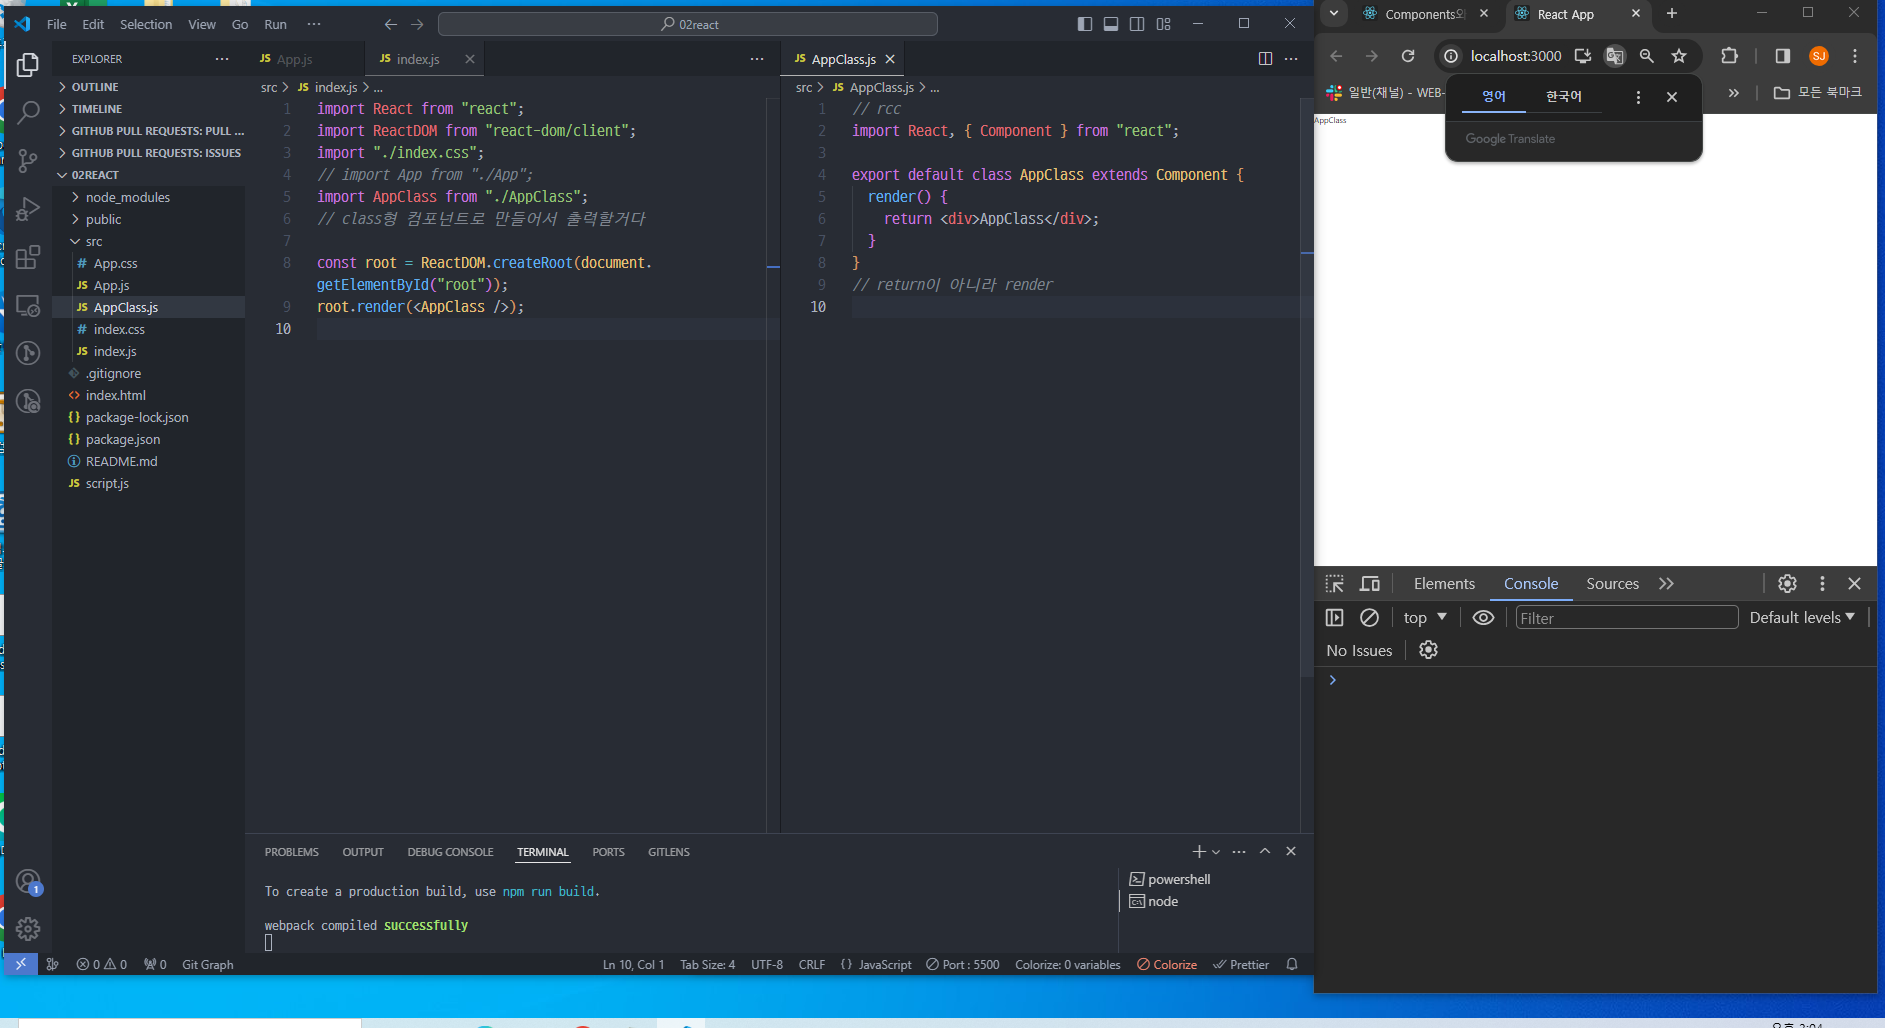 File Edit Selection View Go Run ··· 02react
EXPLORER ···
OUTLINE
TIMELINE
GITHUB PULL REQUESTS: PULL ...
GITHUB PULL REQUESTS: ISSUES
02REACT
node_modules
public
src
# App.css
JS App.js
JS AppClass.js
# index.css
JS index.js
.gitignore
<> index.html
{} package-lock.json
{} package.json
README.md
JS script.js
JS App.js
JS index.js
src > JS index.js > ...
1 import React from "react";
2 import ReactDOM from "react-dom/client";
3 import "./index.css";
4 // import App from "./App";
5 import AppClass from "./AppClass";
6 // class형 컴포넌트로 만들어서 출력할거다
7
8 const root = ReactDOM.createRoot(document.
getElementById("root"));
9 root.render(<AppClass />);
10
JS AppClass.js
src > JS AppClass.js > ...
1 // rcc
2 import React, { Component } from "react";
3
4 export default class AppClass extends Component {
5 render() {
6 return <div>AppClass</div>;
7 }
8 }
9 // return이 아니라 render
10
PROBLEMS OUTPUT DEBUG CONSOLE TERMINAL PORTS GITLENS
To create a production build, use npm run build.
webpack compiled successfully
powershell
node
1
0 0 0 Git Graph Ln 10, Col 1 Tab Size: 4 UTF-8 CRLF {} JavaScript Port : 5500 Colorize: 0 variables Colorize Prettier
Components와 React App
localhost:3000 SJ
일반(채널) - WEB- 모든 북마크
영어 한국어
Google Translate
AppClass
Elements Console Sources
top Filter Default levels
No Issues